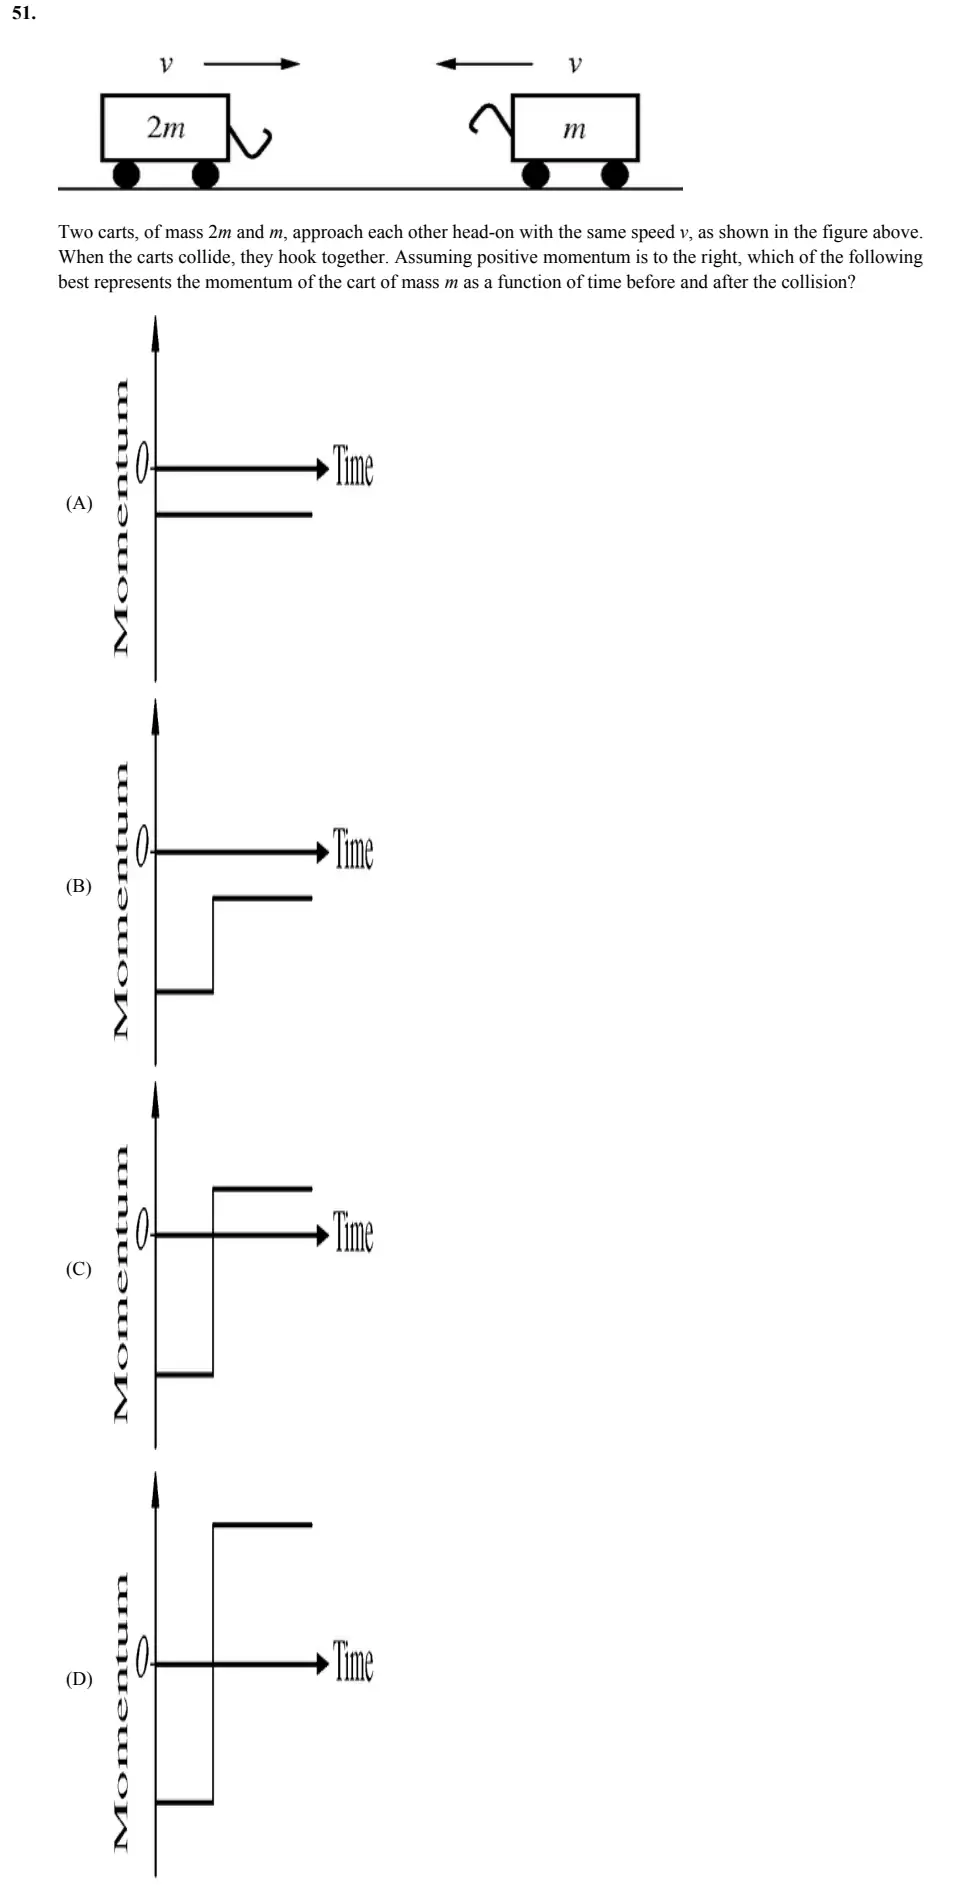 51.
v v
2m m
Two carts, of mass 2m and m, approach each other head-on with the same speed v, as shown in the figure above.
When the carts collide, they hook together. Assuming positive momentum is to the right, which of the following
best represents the momentum of the cart of mass m as a function of time before and after the collision?
(A)
Momentum
0
Time
(B)
Momentum
0
Time
(C)
Momentum
0
Time
(D)
Momentum
0
Time